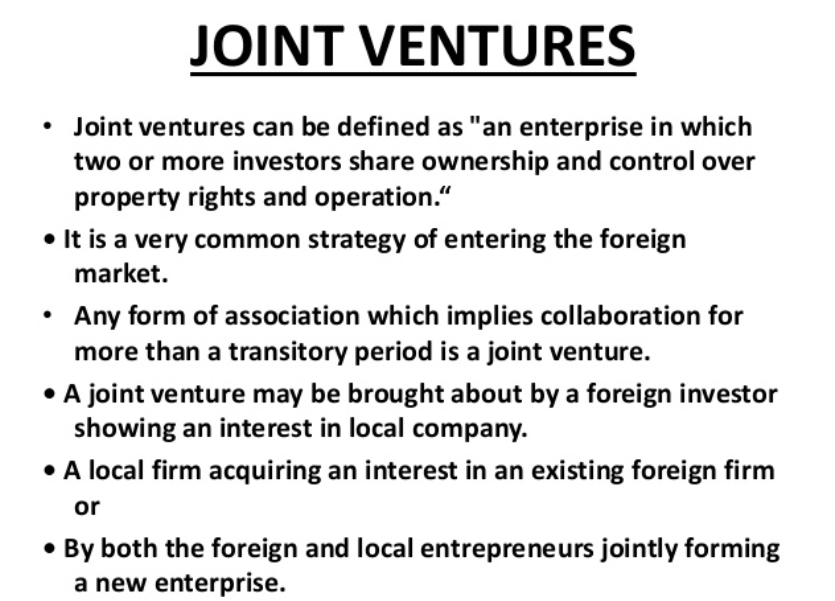 JOINT VENTURES
• Joint ventures can be defined as "an enterprise in which
two or more investors share ownership and control over
property rights and operation.“
• It is a very common strategy of entering the foreign
market.
• Any form of association which implies collaboration for
more than a transitory period is a joint venture.
• A joint venture may be brought about by a foreign investor
showing an interest in local company.
• A local firm acquiring an interest in an existing foreign firm
or
• By both the foreign and local entrepreneurs jointly forming
a new enterprise.